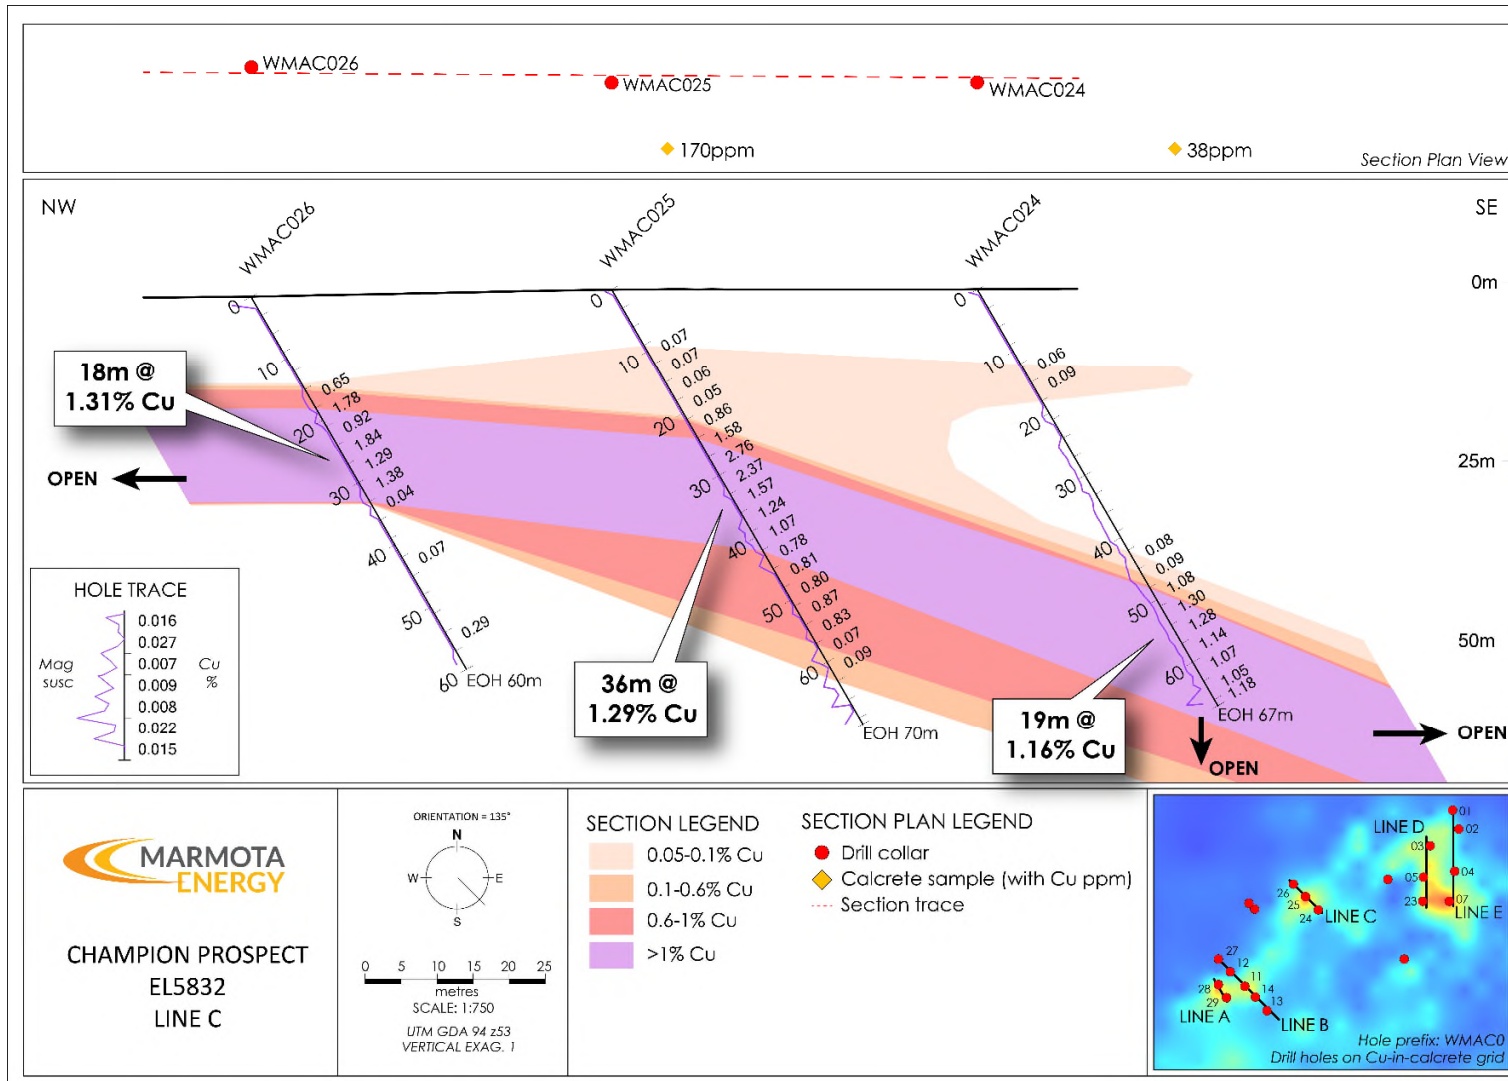 WMAC026
WMAC025
WMAC024
170ppm
38ppm
Section Plan View
NW
SE
WMAC026
WMAC025
WMAC024
0m
25m
50m
0
10
20
30
40
50
60
0.65
1.78
0.92
1.84
1.29
1.38
0.04
0.07
0.29
EOH 60m
0
10
20
30
40
50
60
0.07
0.07
0.06
0.05
0.86
1.58
2.76
2.37
1.57
1.24
1.07
0.78
0.81
0.80
0.87
0.83
0.07
0.09
EOH 70m
0
10
20
30
40
50
60
0.06
0.09
0.08
0.09
1.08
1.30
1.28
1.14
1.07
1.05
1.18
EOH 67m
18m @
1.31% Cu
36m @
1.29% Cu
19m @
1.16% Cu
OPEN
OPEN
OPEN
HOLE TRACE
Mag
susc
0.016
0.027
0.007
0.009
0.008
0.022
0.015
Cu
%
MARMOTA
ENERGY
CHAMPION PROSPECT
EL5832
LINE C
ORIENTATION = 135°
N
W
E
S
0 5 10 15 20 25
metres
SCALE: 1:750
UTM GDA 94 z53
VERTICAL EXAG. 1
SECTION LEGEND
0.05-0.1% Cu
0.1-0.6% Cu
0.6-1% Cu
>1% Cu
SECTION PLAN LEGEND
Drill collar
Calcrete sample (with Cu ppm)
Section trace
01
02
LINE D
03
04
05
07
23
LINE E
26
25
24
LINE C
27
12
11
14
13
28
29
LINE A
LINE B
Hole prefix: WMAC0
Drill holes on Cu-in-calcrete grid